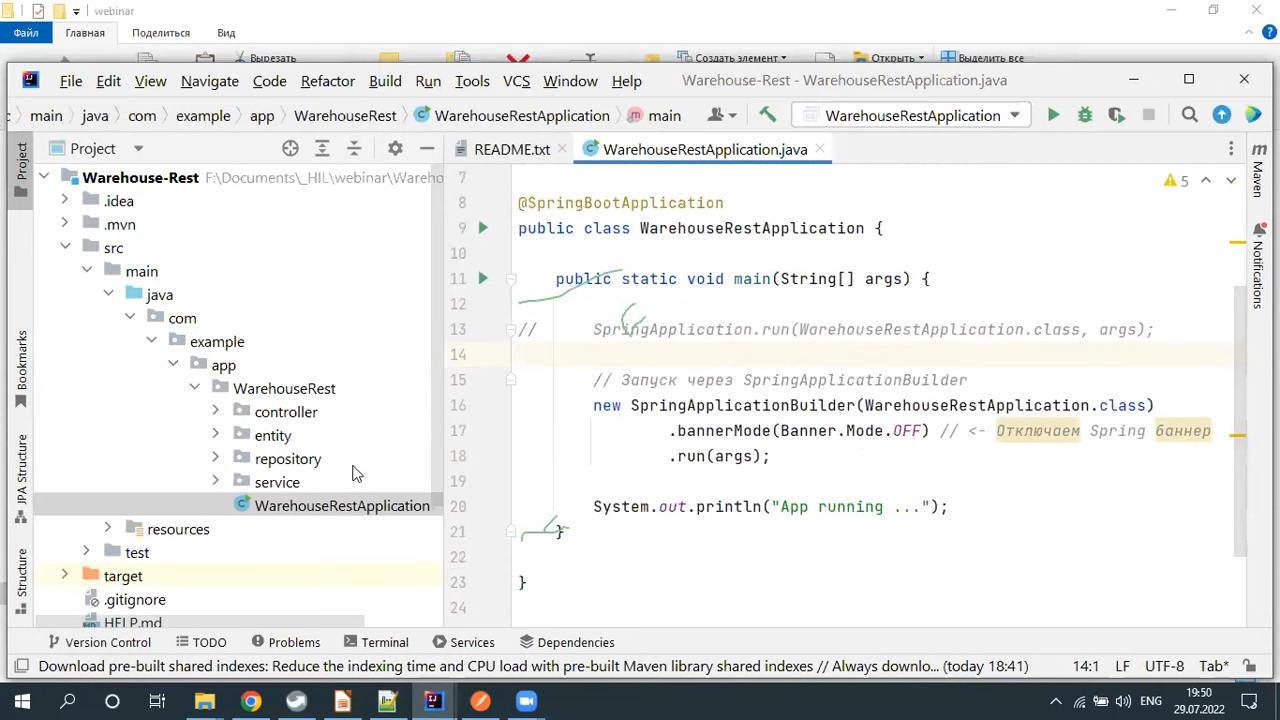 webinar
Файл Главная Поделиться Вид
Вырезать Создать элемент Открыть Выделить все
File Edit View Navigate Code Refactor Build Run Tools VCS Window Help Warehouse-Rest - WarehouseRestApplication.java
main java com example app WarehouseRest WarehouseRestApplication main WarehouseRestApplication
Project README.txt WarehouseRestApplication.java
Project
Bookmarks
JPA Structure
Structure
Warehouse-Rest F:\Documents\_HIL\webinar\Wareho
.idea
.mvn
src
main
java
com
example
app
WarehouseRest
controller
entity
repository
service
WarehouseRestApplication
resources
test
target
.gitignore
HELP.md
5
7
8 @SpringBootApplication
9 public class WarehouseRestApplication {
10
11 public static void main(String[] args) {
12
13 // SpringApplication.run(WarehouseRestApplication.class, args);
14
15 // Запуск через SpringApplicationBuilder
16 new SpringApplicationBuilder(WarehouseRestApplication.class)
17 .bannerMode(Banner.Mode.OFF) // <- Отключаем Spring баннер
18 .run(args);
19
20 System.out.println("App running ...");
21 }
22
23 }
24
Maven
Notifications
Version Control TODO Problems Terminal Services Dependencies
Download pre-built shared indexes: Reduce the indexing time and CPU load with pre-built Maven library shared indexes // Always downlo... (today 18:41) 14:1 LF UTF-8 Tab*
ENG 19:50
29.07.2022